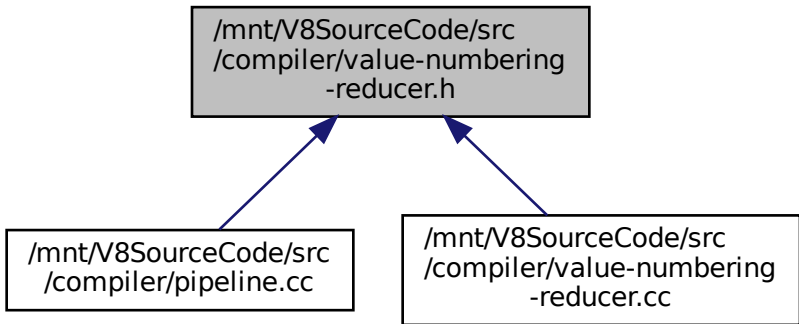 /mnt/V8SourceCode/src
/compiler/value-numbering
-reducer.h
/mnt/V8SourceCode/src
/compiler/pipeline.cc
/mnt/V8SourceCode/src
/compiler/value-numbering
-reducer.cc